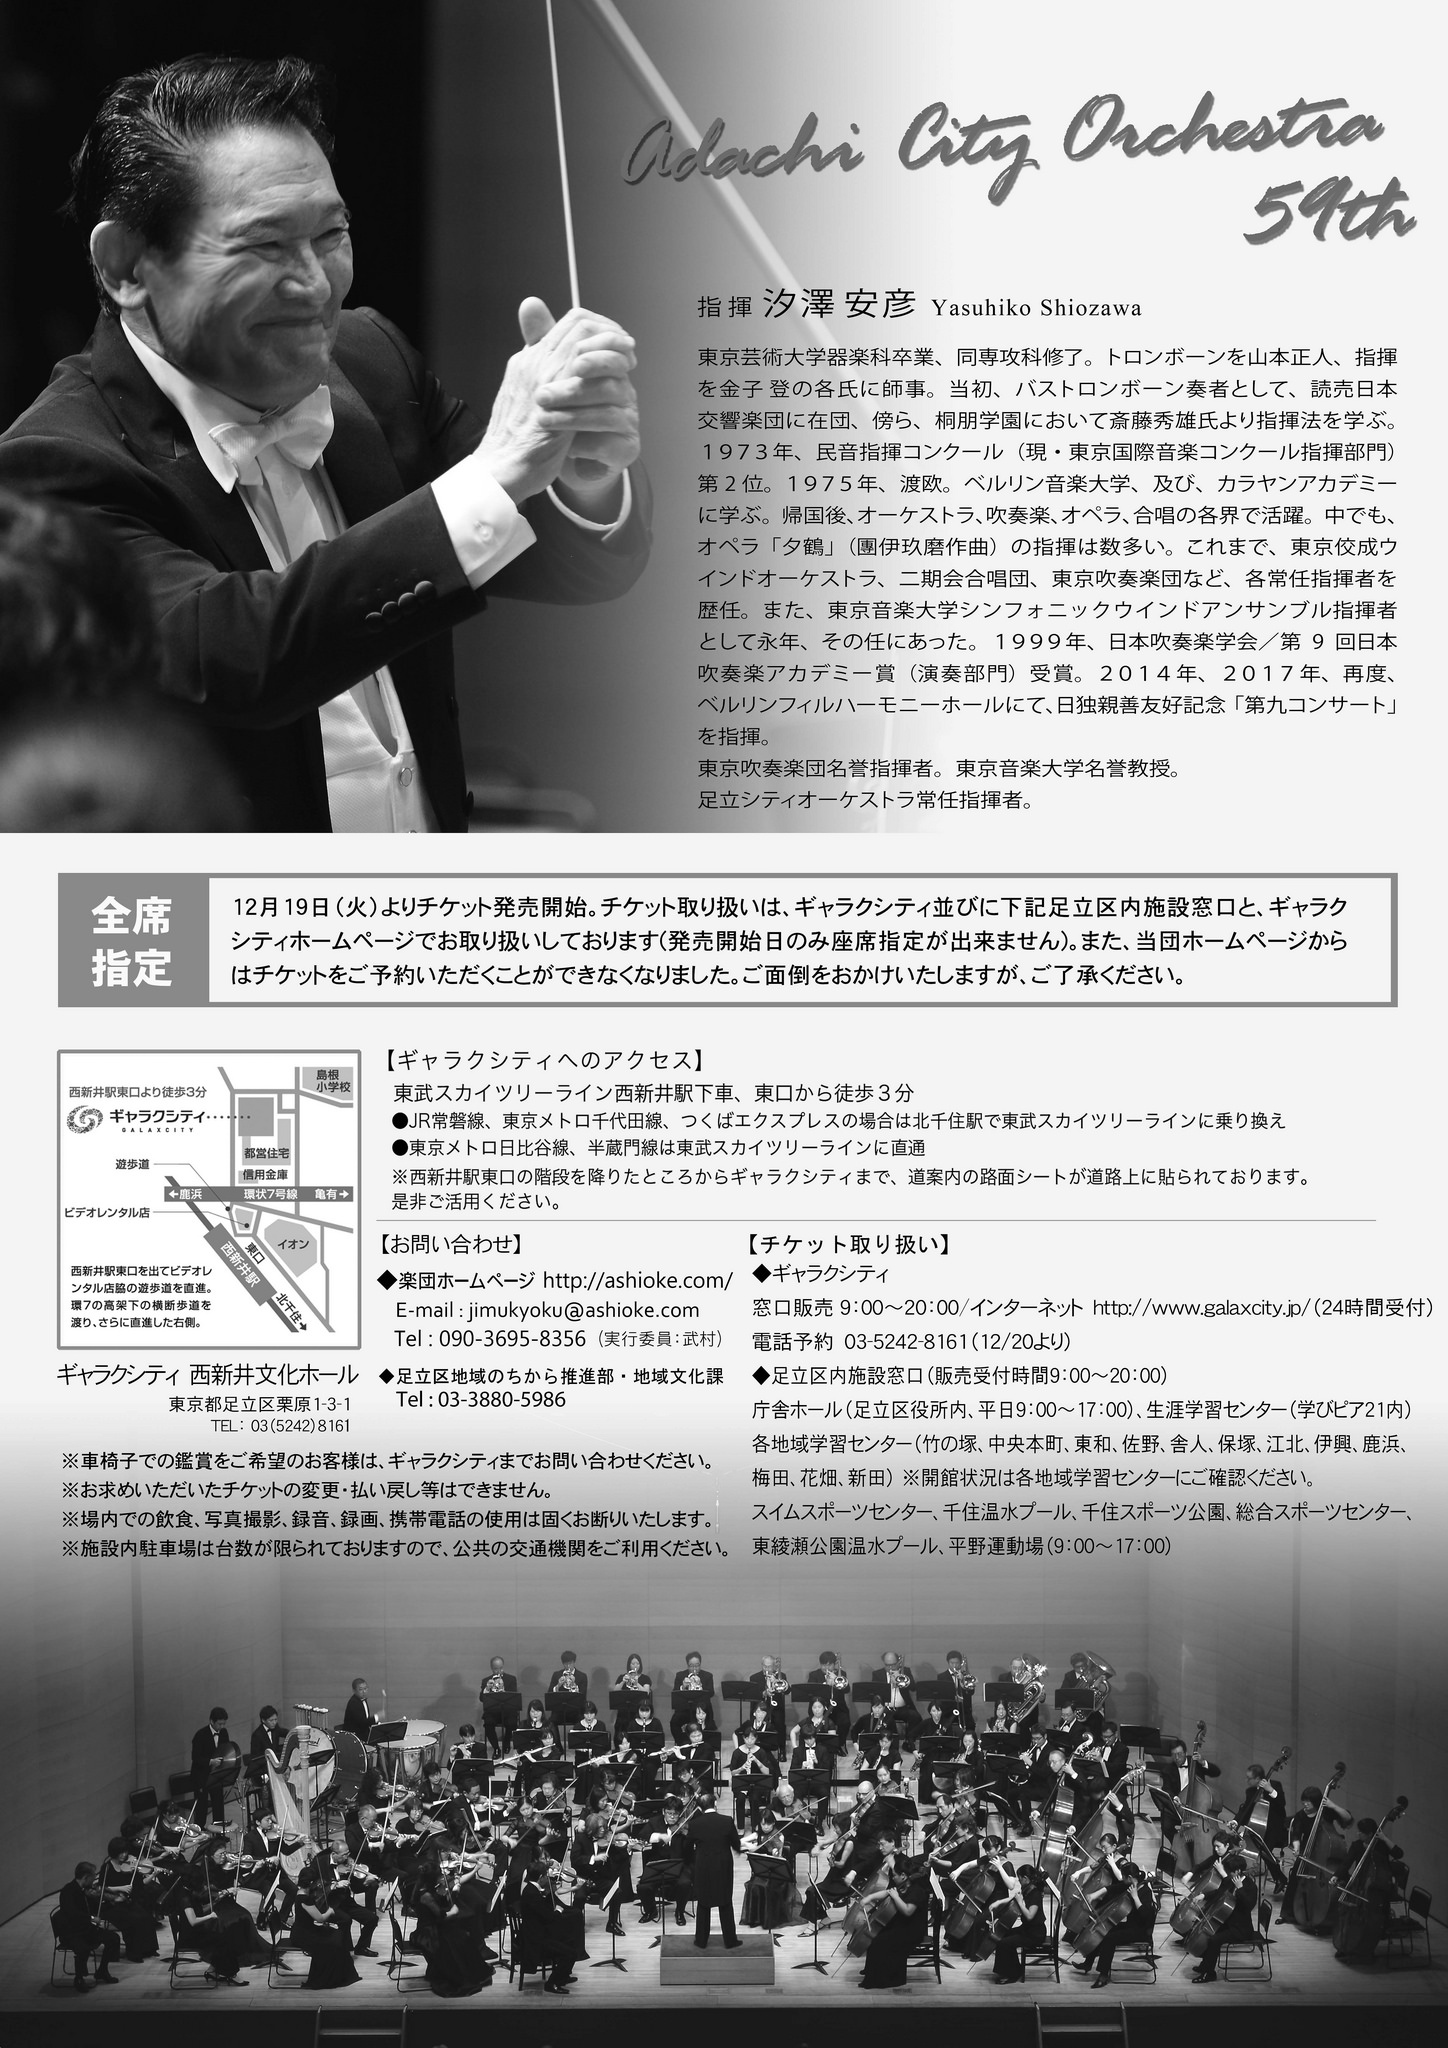 Adachi City Orchestra
59th
指揮 汐澤 安彦 Yasuhiko Shiozawa
東京芸術大学器楽科卒業、同専攻科修了。トロンボーンを山本正人、指揮
を金子 登の各氏に師事。当初、バストロンボーン奏者として、読売日本
交響楽団に在団、傍ら、桐朋学園において斎藤秀雄氏より指揮法を学ぶ。
1973年、民音指揮コンクール（現・東京国際音楽コンクール指揮部門）
第2位。1975年、渡欧。ベルリン音楽大学、及び、カラヤンアカデミー
に学ぶ。帰国後、オーケストラ、吹奏楽、オペラ、合唱の各界で活躍。中でも、
オペラ「夕鶴」（團伊玖磨作曲）の指揮は数多い。これまで、東京佼成ウ
インドオーケストラ、二期会合唱団、東京吹奏楽団など、各常任指揮者を
歴任。また、東京音楽大学シンフォニックウインドアンサンブル指揮者
として永年、その任にあった。1999年、日本吹奏楽学会／第 9 回日本
吹奏楽アカデミー賞（演奏部門）受賞。2014年、2017年、再度、
ベルリンフィルハーモニーホールにて、日独親善友好記念「第九コンサート」
を指揮。
東京吹奏楽団名誉指揮者。東京音楽大学名誉教授。
足立シティオーケストラ常任指揮者。
全席
指定
12月19日（火）よりチケット発売開始。チケット取り扱いは、ギャラクシティ並びに下記足立区内施設窓口と、ギャラク
シティホームページでお取り扱いしております（発売開始日のみ座席指定が出来ません）。また、当団ホームページから
はチケットをご予約いただくことができなくなりました。ご面倒をおかけいたしますが、ご了承ください。
西新井駅東口より徒歩3分
ギャラクシティ
GALAXCITY
島根
小学校
都営住宅
信用金庫
遊歩道
←鹿浜 環状7号線 亀有→
ビデオレンタル店
イオン
東口
西新井駅
北千住
西新井駅東口を出てビデオレ
ンタル店脇の遊歩道を直進。
環7の高架下の横断歩道を
渡り、さらに直進した右側。
ギャラクシティ 西新井文化ホール
東京都足立区栗原1-3-1
TEL：03(5242)8161
【ギャラクシティへのアクセス】
東武スカイツリーライン西新井駅下車、東口から徒歩3分
●JR常磐線、東京メトロ千代田線、つくばエクスプレスの場合は北千住駅で東武スカイツリーラインに乗り換え
●東京メトロ日比谷線、半蔵門線は東武スカイツリーラインに直通
※西新井駅東口の階段を降りたところからギャラクシティまで、道案内の路面シートが道路上に貼られております。
是非ご活用ください。
【お問い合わせ】
◆楽団ホームページ http://ashioke.com/
E-mail : jimukyoku@ashioke.com
Tel : 090-3695-8356（実行委員：武村）
◆足立区地域のちから推進部・地域文化課
Tel : 03-3880-5986
【チケット取り扱い】
◆ギャラクシティ
窓口販売 9:00〜20:00/インターネット http://www.galaxcity.jp/（24時間受付）
電話予約 03-5242-8161（12/20より）
◆足立区内施設窓口（販売受付時間9:00〜20:00）
庁舎ホール（足立区役所内、平日9:00〜17:00）、生涯学習センター（学びピア21内）
各地域学習センター（竹の塚、中央本町、東和、佐野、舎人、保塚、江北、伊興、鹿浜、
梅田、花畑、新田）※開館状況は各地域学習センターにご確認ください。
スイムスポーツセンター、千住温水プール、千住スポーツ公園、総合スポーツセンター、
東綾瀬公園温水プール、平野運動場（9:00〜17:00）
※車椅子での鑑賞をご希望のお客様は、ギャラクシティまでお問い合わせください。
※お求めいただいたチケットの変更・払い戻し等はできません。
※場内での飲食、写真撮影、録音、録画、携帯電話の使用は固くお断りいたします。
※施設内駐車場は台数が限られておりますので、公共の交通機関をご利用ください。